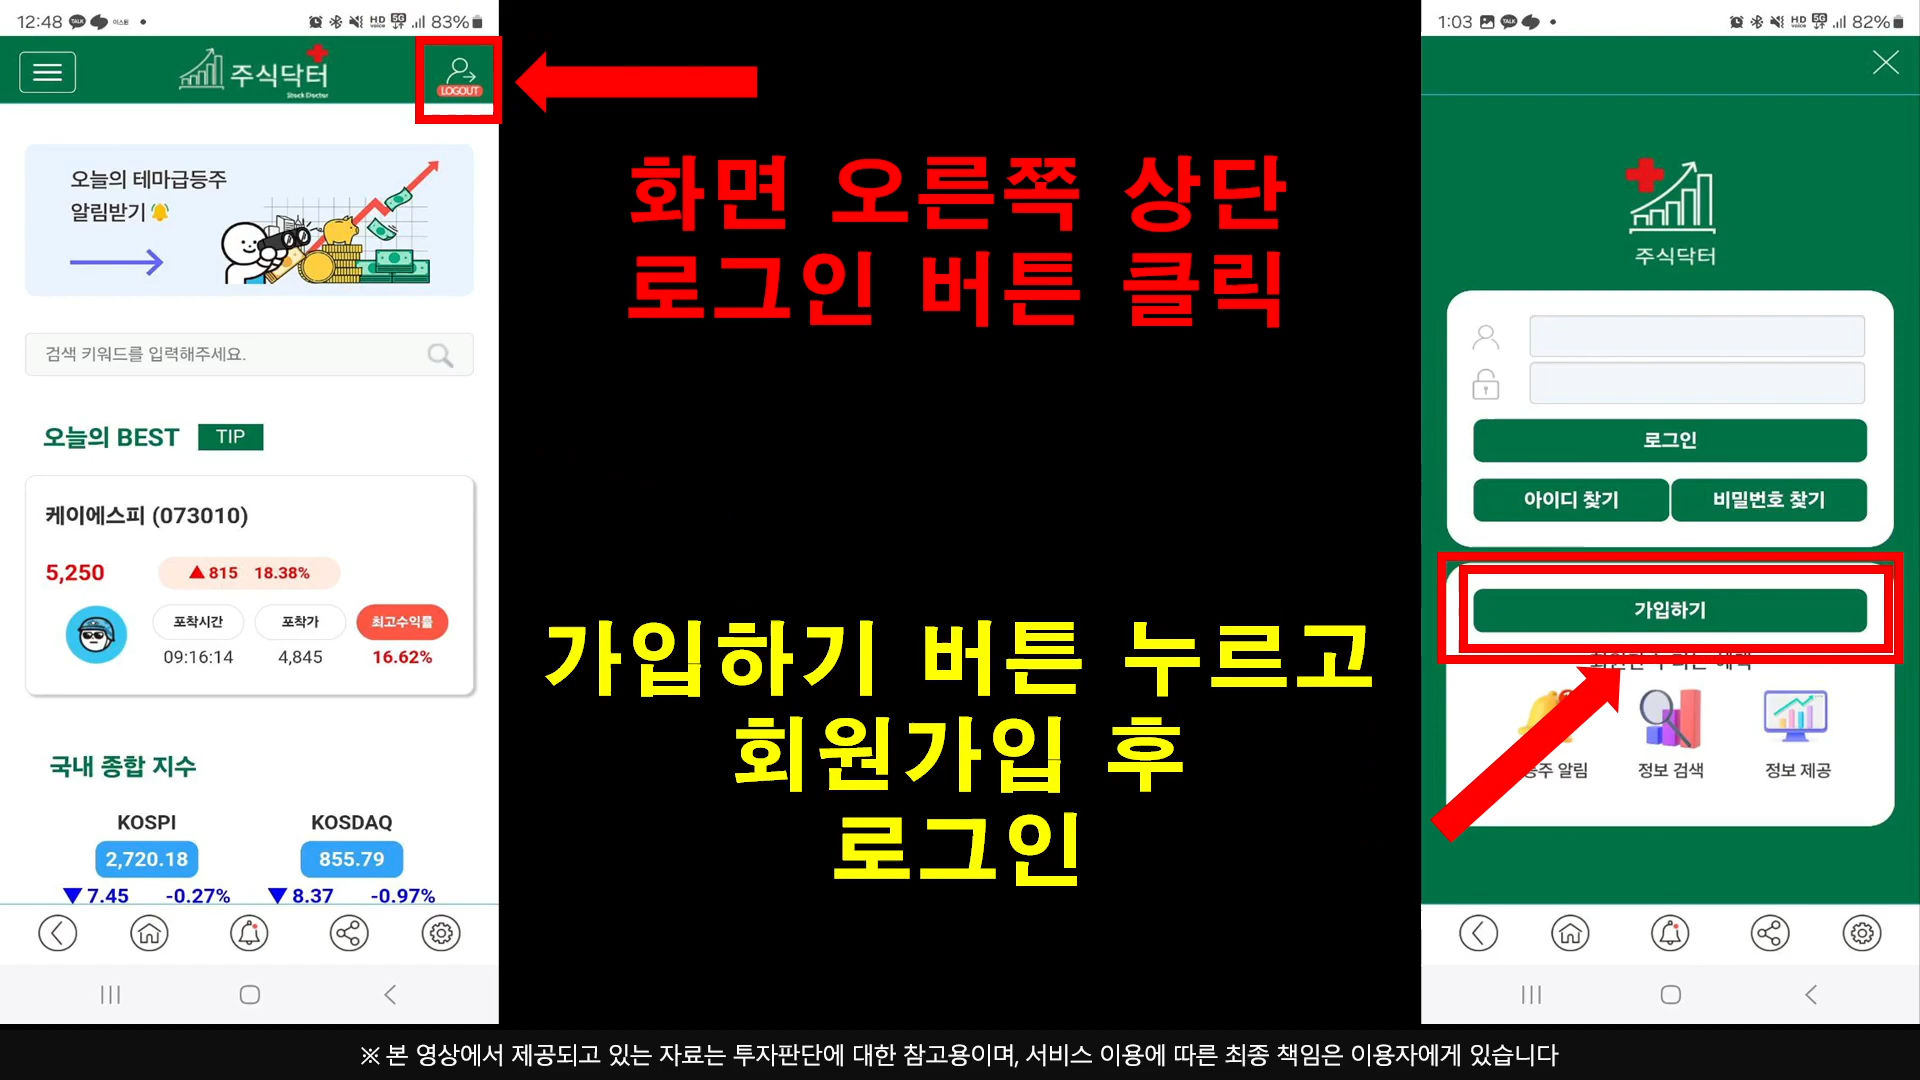 12:48
HD
5G
83%
주식닥터
Stock Doctor
LOGOUT
오늘의 테마급등주
알림받기
검색 키워드를 입력해주세요.
오늘의 BEST TIP
케이에스피 (073010)
5,250 ▲ 815 18.38%
포착시간 포착가 최고수익률
09:16:14 4,845 16.62%
국내 종합 지수
KOSPI KOSDAQ
2,720.18 855.79
▼ 7.45 -0.27% ▼ 8.37 -0.97%
화면 오른쪽 상단
로그인 버튼 클릭
가입하기 버튼 누르고
회원가입 후
로그인
1:03
HD
5G
82%
주식닥터
로그인
아이디 찾기 비밀번호 찾기
가입하기
정보 검색 정보 제공
※ 본 영상에서 제공되고 있는 자료는 투자판단에 대한 참고용이며, 서비스 이용에 따른 최종 책임은 이용자에게 있습니다